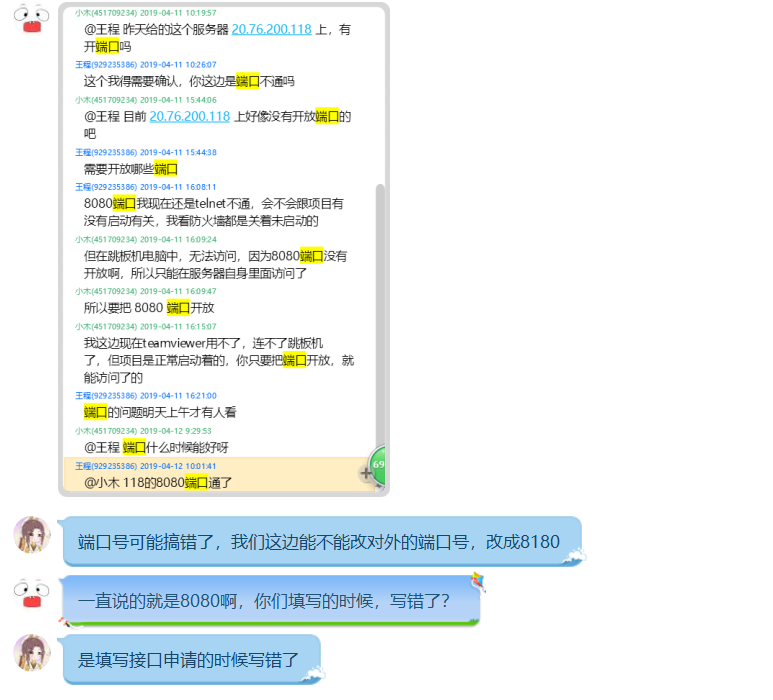 小木(451709234) 2019-04-11 10:19:57
@王程 昨天给的这个服务器 20.76.200.118 上，有
开端口吗
王程(929235386) 2019-04-11 10:26:07
这个我得需要确认，你这边是端口不通吗
小木(451709234) 2019-04-11 15:44:06
@王程 目前 20.76.200.118 上好像没有开放端口的
吧
王程(929235386) 2019-04-11 15:44:38
需要开放哪些端口
王程(929235386) 2019-04-11 16:08:11
8080端口我现在还是telnet不通，会不会跟项目有
没有启动有关，我看防火墙都是关着未启动的
小木(451709234) 2019-04-11 16:09:24
但在跳板机电脑中，无法访问，因为8080端口没有
开放啊，所以只能在服务器自身里面访问了
小木(451709234) 2019-04-11 16:09:47
所以要把 8080 端口开放
小木(451709234) 2019-04-11 16:15:07
我这边现在teamviewer用不了，连不了跳板机
了，但项目是正常启动着的，你只要把端口开放，就
能访问了的
王程(929235386) 2019-04-11 16:21:00
端口的问题明天上午才有人看
小木(451709234) 2019-04-12 9:29:53
@王程 端口什么时候能好呀
王程(929235386) 2019-04-12 10:01:41
@小木 118的8080端口通了
69
端口号可能搞错了，我们这边能不能改对外的端口号，改成8180
一直说的就是8080啊，你们填写的时候，写错了？
是填写接口申请的时候写错了